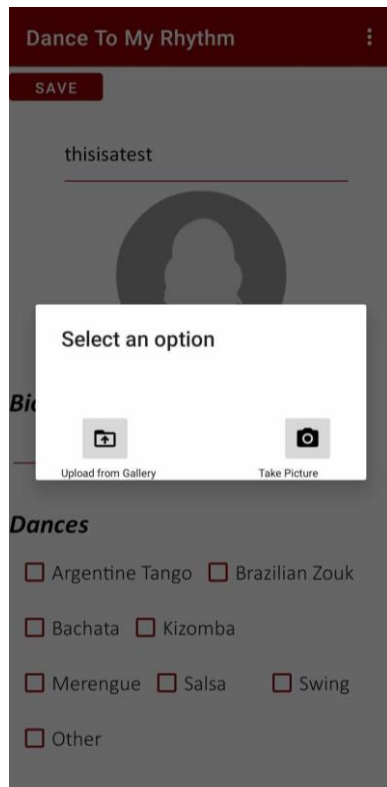 Dance To My Rhythm
SAVE
thisisatest
Select an option
Upload from Gallery Take Picture
Dances
Argentine Tango Brazilian Zouk
Bachata Kizomba
Merengue Salsa Swing
Other